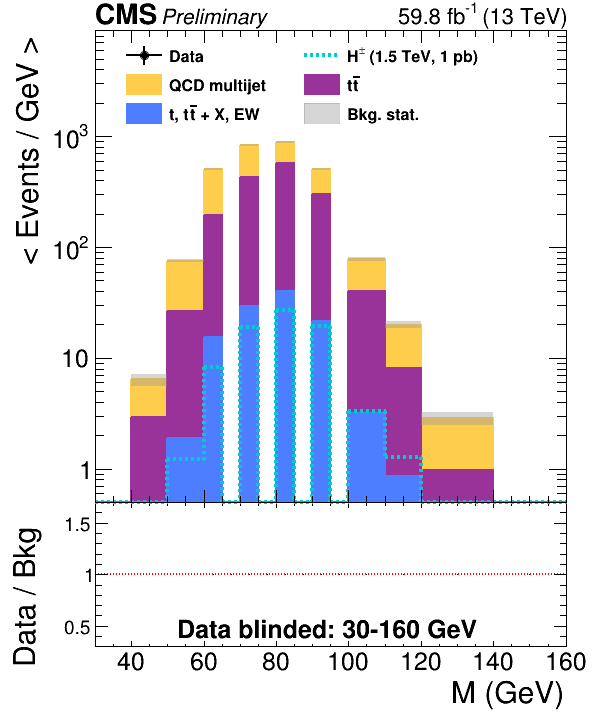 CMS Preliminary 59.8 fb⁻¹ (13 TeV)
Data H± (1.5 TeV, 1 pb)
QCD multijet tt̄
t, tt̄ + X, EW Bkg. stat.
< Events / GeV >
10³
10²
10
1
Data / Bkg
1.5
1
0.5
Data blinded: 30-160 GeV
40 60 80 100 120 140 160
M (GeV)